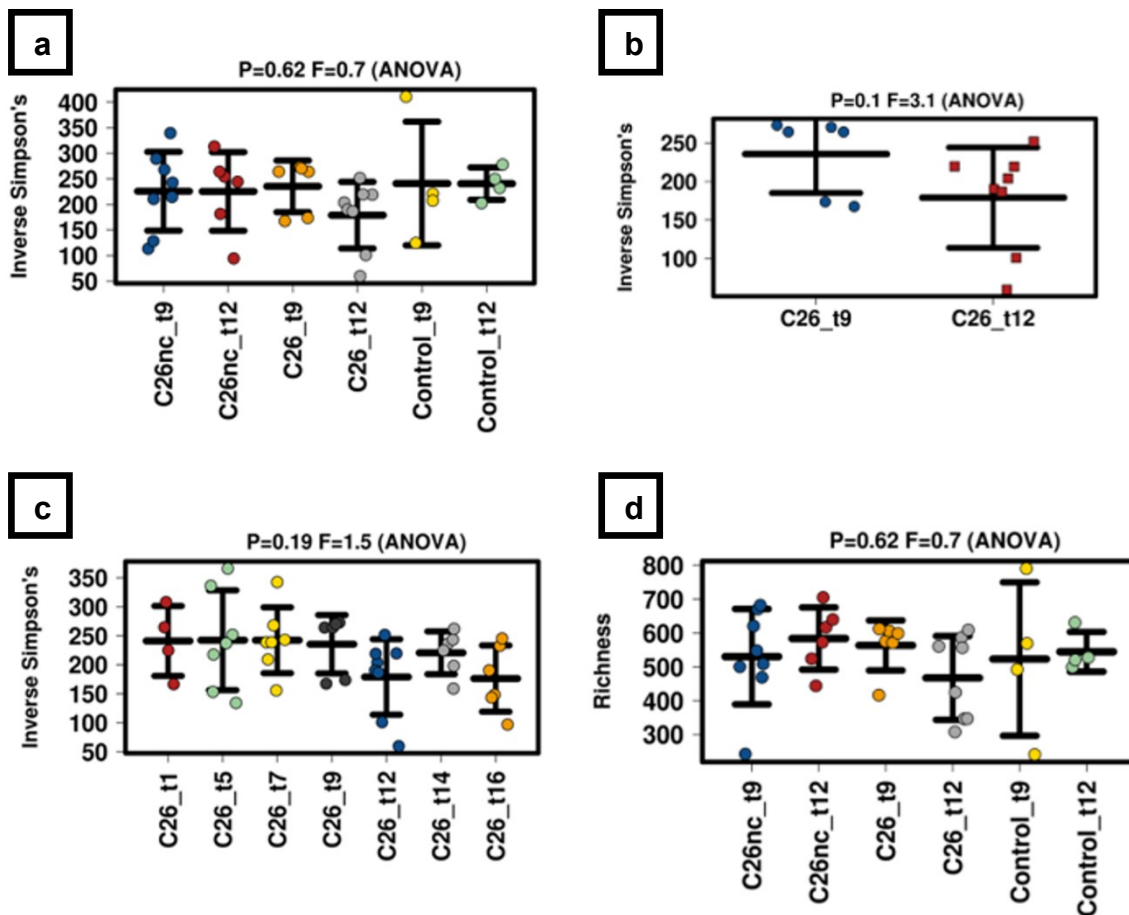 a
P=0.62 F=0.7 (ANOVA)
Inverse Simpson's
400
350
300
250
200
150
100
50
C26nc_t9
C26nc_t12
C26_t9
C26_t12
Control_t9
Control_t12
b
P=0.1 F=3.1 (ANOVA)
Inverse Simpson's
250
200
150
100
C26_t9
C26_t12
c
P=0.19 F=1.5 (ANOVA)
Inverse Simpson's
350
300
250
200
150
100
50
C26_t1
C26_t5
C26_t7
C26_t9
C26_t12
C26_t14
C26_t16
d
P=0.62 F=0.7 (ANOVA)
Richness
800
700
600
500
400
300
C26nc_t9
C26nc_t12
C26_t9
C26_t12
Control_t9
Control_t12